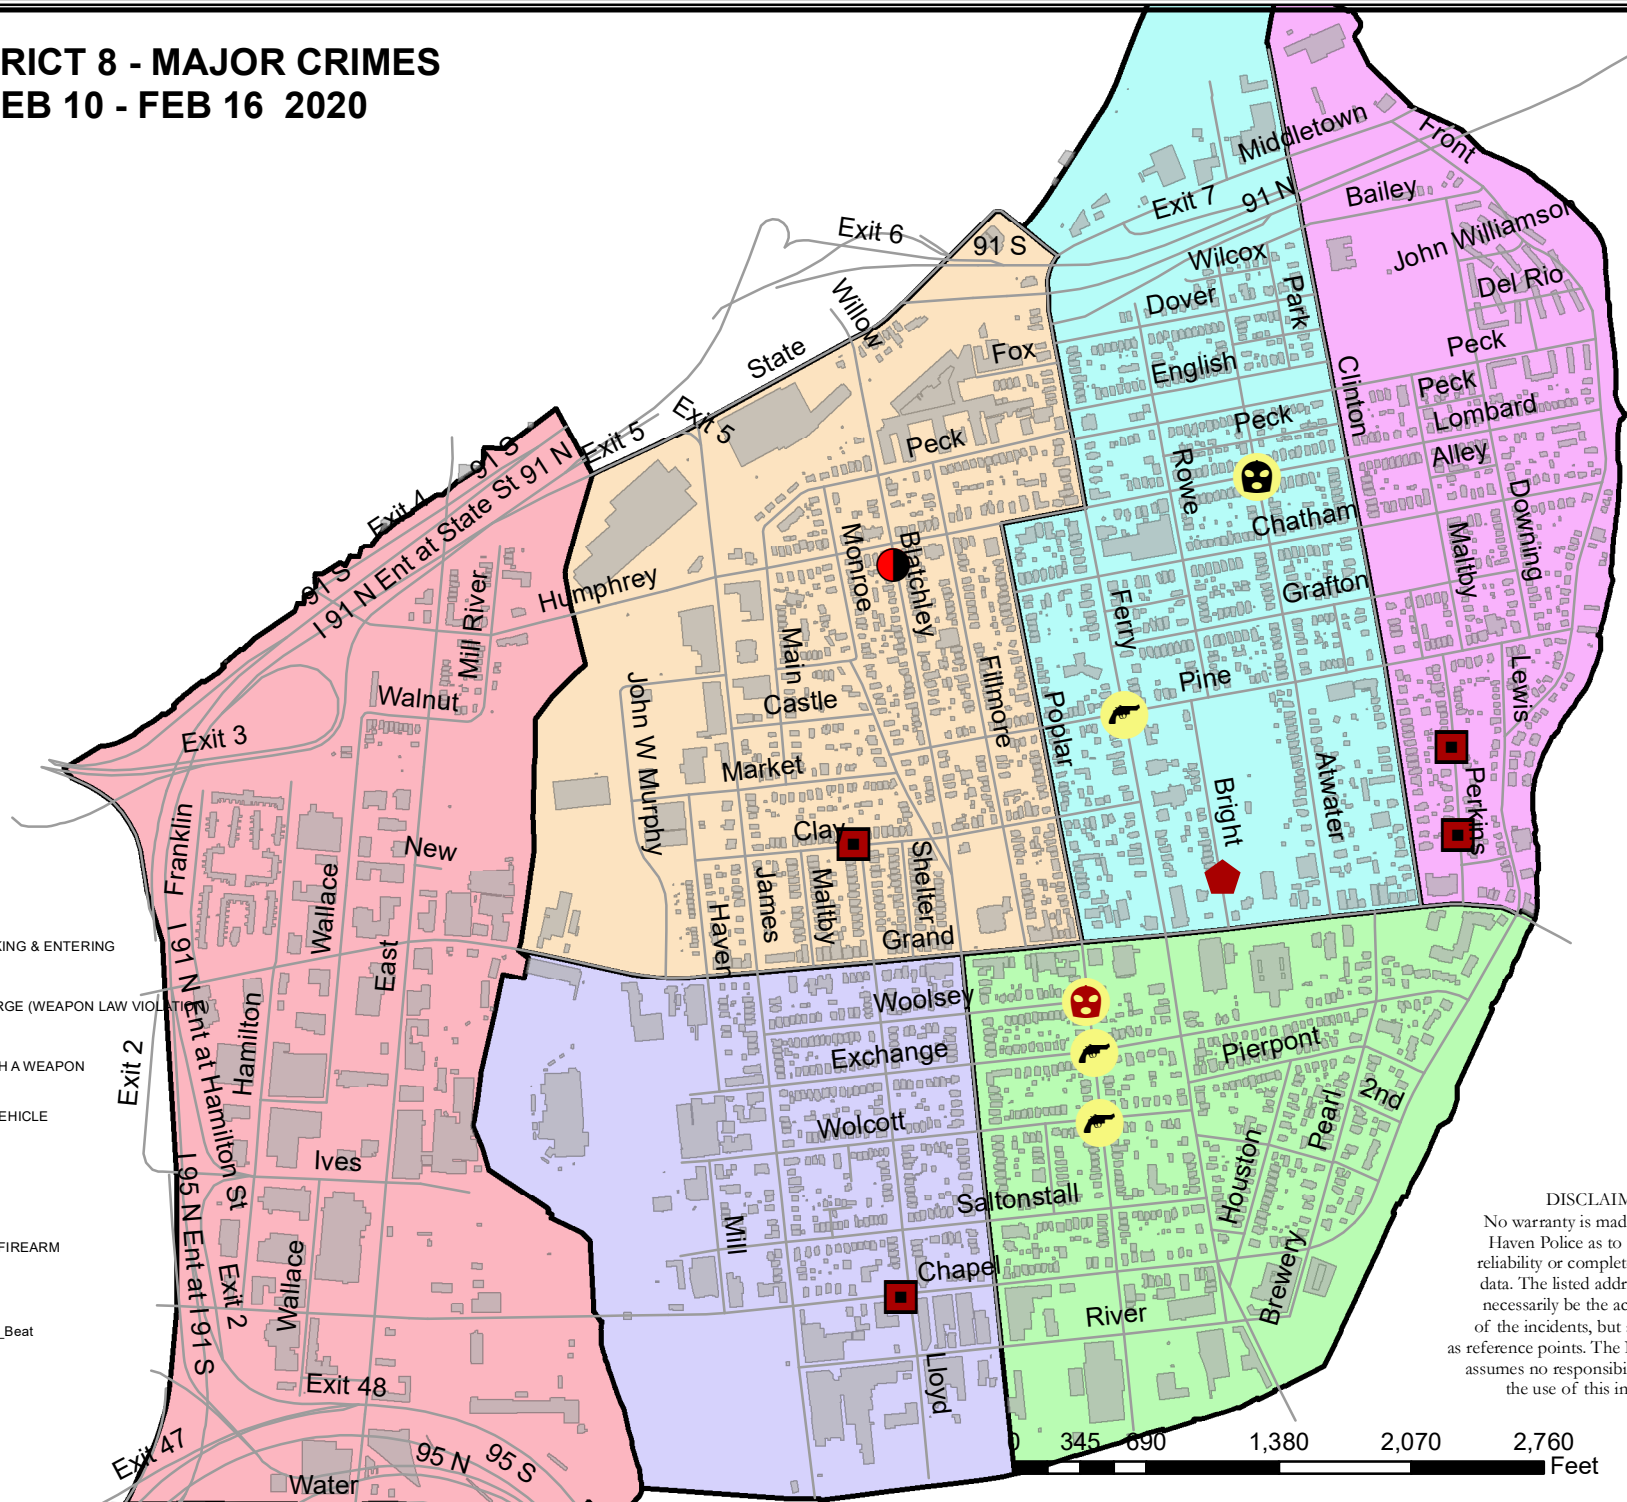 RICT 8 - MAJOR CRIMES
EB 10 - FEB 16 2020
Middletown
Front
Exit 7
91 N
Bailey
John Williamson
Exit 6
91 S
Wilcox
Del Rio
Willow
Dover
Park
Peck
State
Fox
English
Clinton
Peck
Lombard
Exit 5
Exit 5
Peck
Peck
Alley
91 S
I 91 N Ent at State St 91 N
Exit 4
Rowe
Chatham
Downing
Maltby
91 S
Humphrey
Monroe
Blatchley
Grafton
Mill River
Ferry
Main
Fillmore
Pine
Lewis
Walnut
John W Murphy
Castle
Poplar
Exit 3
Market
Bright
Atwater
Perkins
Franklin
New
Clay
Shelter
Wallace
James
Maltby
Haven
Grand
East
KING & ENTERING
RGE (WEAPON LAW VIOLATIO
I 91 N Ent at Hamilton St
Hamilton
Woolsey
Exchange
Pierpont
Exit 2
H A WEAPON
2nd
Pearl
EHICLE
Wolcott
Houston
Ives
Saltonstall
I 95 N Ent at I 91 S
Exit 2
Wallace
Mill
FIREARM
Chapel
Brewery
River
_Beat
Lloyd
Exit 48
Exit 47
95 N
95 S
Water
DISCLAIM
No warranty is mad
Haven Police as to
reliability or complet
data. The listed addr
necessarily be the ac
of the incidents, but
as reference points. The
assumes no responsibi
the use of this in
0 345 690 1,380 2,070 2,760
Feet